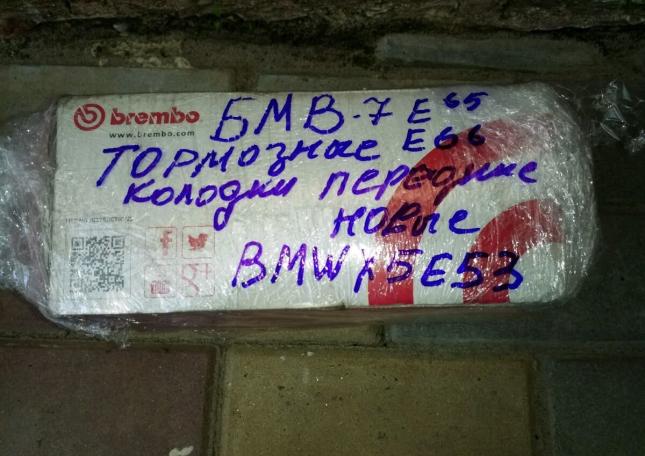 brembo
www.brembo.com
БМВ-7 Е65
Е66
ТОРМОЗНЫЕ
КОЛОДКИ ПЕРЕДНИЕ
НОВЫЕ
BMW X5 E53
f
g+